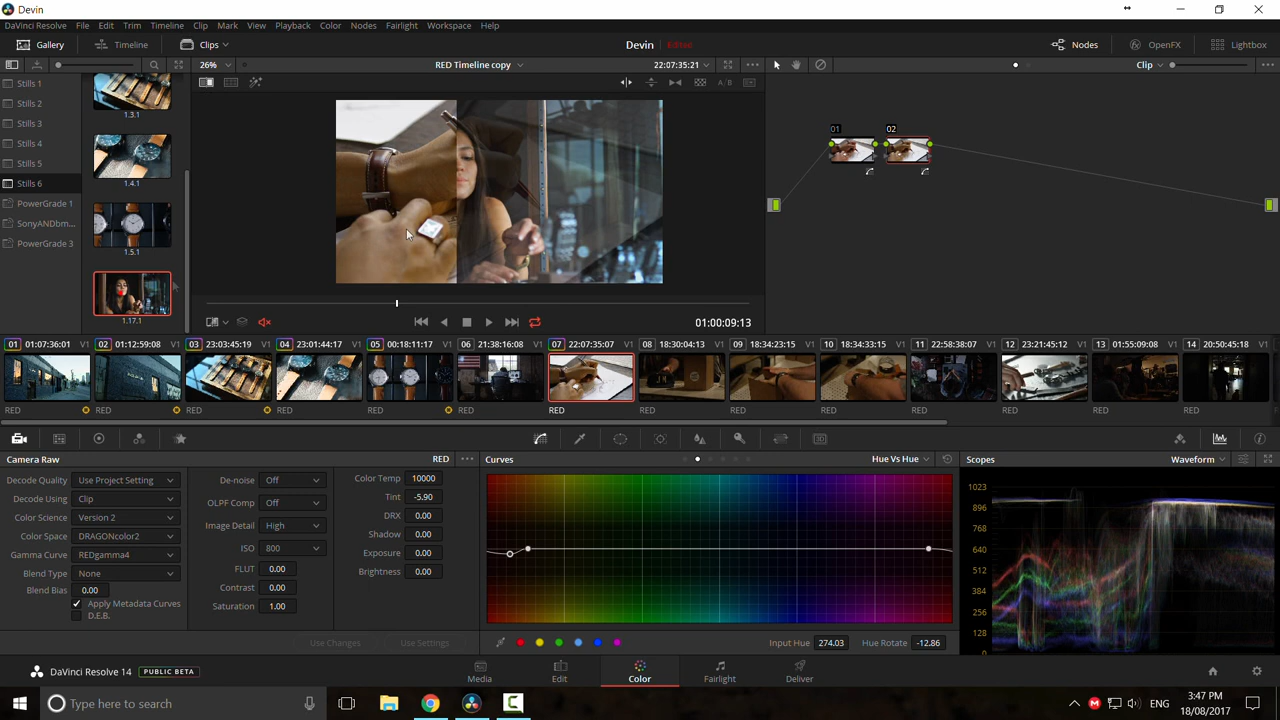 Devin
DaVinci Resolve File Edit Trim Timeline Clip Mark View Playback Color Nodes Fairlight Workspace Help
Gallery Timeline Clips Devin Edited Nodes OpenFX Lightbox
26% RED Timeline copy 22:07:35:21 Clip
Stills 1
Stills 2
Stills 3
Stills 4
Stills 5
Stills 6
PowerGrade 1
SonyANDbm...
PowerGrade 3
1.3.1
1.4.1
1.5.1
1.17.1
A/B
01 02
01:00:09:13
01 01:07:36:01 V1 02 01:12:59:08 V1 03 23:03:45:19 V1 04 23:01:44:17 V1 05 00:18:11:17 V1 06 21:38:16:08 V1 07 22:07:35:07 V1 08 18:30:04:13 V1 09 18:34:23:15 V1 10 18:34:33:15 V1 11 22:58:38:07 V1 12 23:21:45:12 V1 13 01:55:09:08 V1 14 20:50:45:18 V1
RED RED RED RED RED RED RED RED RED RED RED RED RED RED
3D
Camera Raw RED Curves Hue Vs Hue Scopes Waveform
Decode Quality Use Project Setting
Decode Using Clip
Color Science Version 2
Color Space DRAGONcolor2
Gamma Curve REDgamma4
Blend Type None
Blend Bias 0.00
Apply Metadata Curves
D.E.B.
De-noise Off
OLPF Comp Off
Image Detail High
ISO 800
FLUT 0.00
Contrast 0.00
Saturation 1.00
Color Temp 10000
Tint -5.90
DRX 0.00
Shadow 0.00
Exposure 0.00
Brightness 0.00
Use Changes Use Settings
Input Hue 274.03 Hue Rotate -12.86
1023
896
768
640
512
384
256
128
0
DaVinci Resolve 14 PUBLIC BETA
Media Edit Color Fairlight Deliver
Type here to search
ENG
3:47 PM
18/08/2017